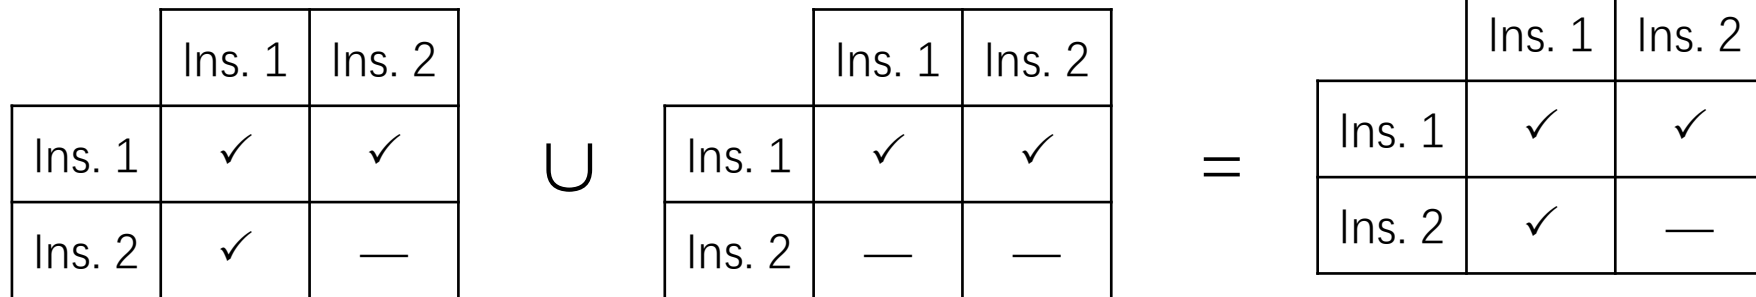 Ins. 1 Ins. 2
Ins. 1 ✓ ✓
Ins. 2 ✓ —
∪
Ins. 1 Ins. 2
Ins. 1 ✓ ✓
Ins. 2 — —
=
Ins. 1 Ins. 2
Ins. 1 ✓ ✓
Ins. 2 ✓ —